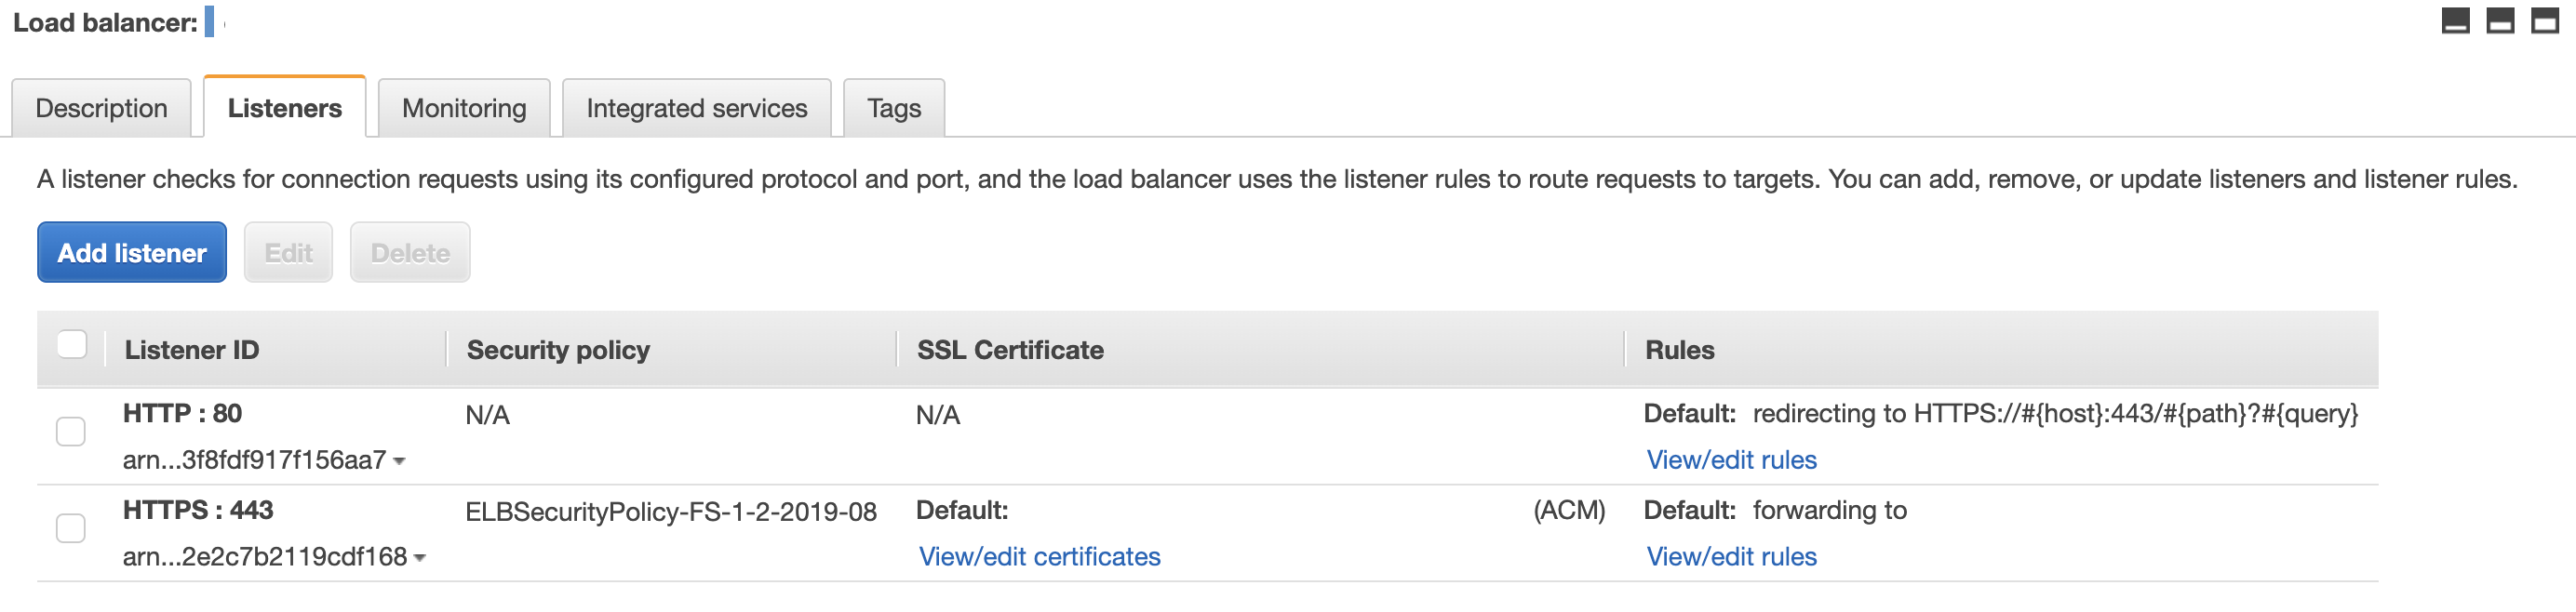 Load balancer:
Description Listeners Monitoring Integrated services Tags
A listener checks for connection requests using its configured protocol and port, and the load balancer uses the listener rules to route requests to targets. You can add, remove, or update listeners and listener rules.
Add listener Edit Delete
Listener ID Security policy SSL Certificate Rules
HTTP : 80 N/A N/A Default: redirecting to HTTPS://#{host}:443/#{path}?#{query}
arn...3f8fdf917f156aa7 View/edit rules
HTTPS : 443 ELBSecurityPolicy-FS-1-2-2019-08 Default: (ACM) Default: forwarding to
arn...2e2c7b2119cdf168 View/edit certificates View/edit rules